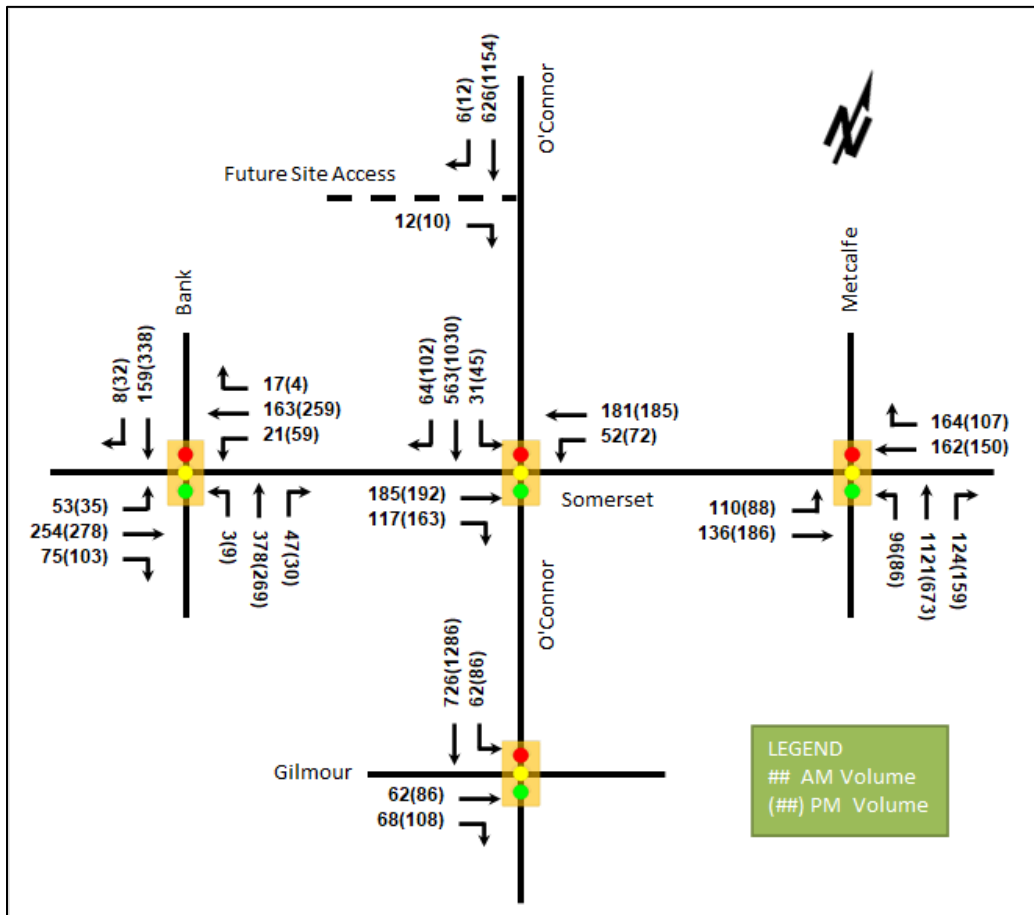 O'Connor
6(12)
626(1154)
Future Site Access
12(10)
Bank
Metcalfe
8(32)
159(338)
17(4)
163(259)
21(59)
64(102)
563(1030)
31(45)
181(185)
52(72)
164(107)
162(150)
53(35)
254(278)
75(103)
3(9)
378(269)
47(30)
185(192)
117(163)
Somerset
110(88)
136(186)
96(86)
1121(673)
124(159)
O'Connor
726(1286)
62(86)
Gilmour
62(86)
68(108)
LEGEND
## AM Volume
(##) PM Volume
N